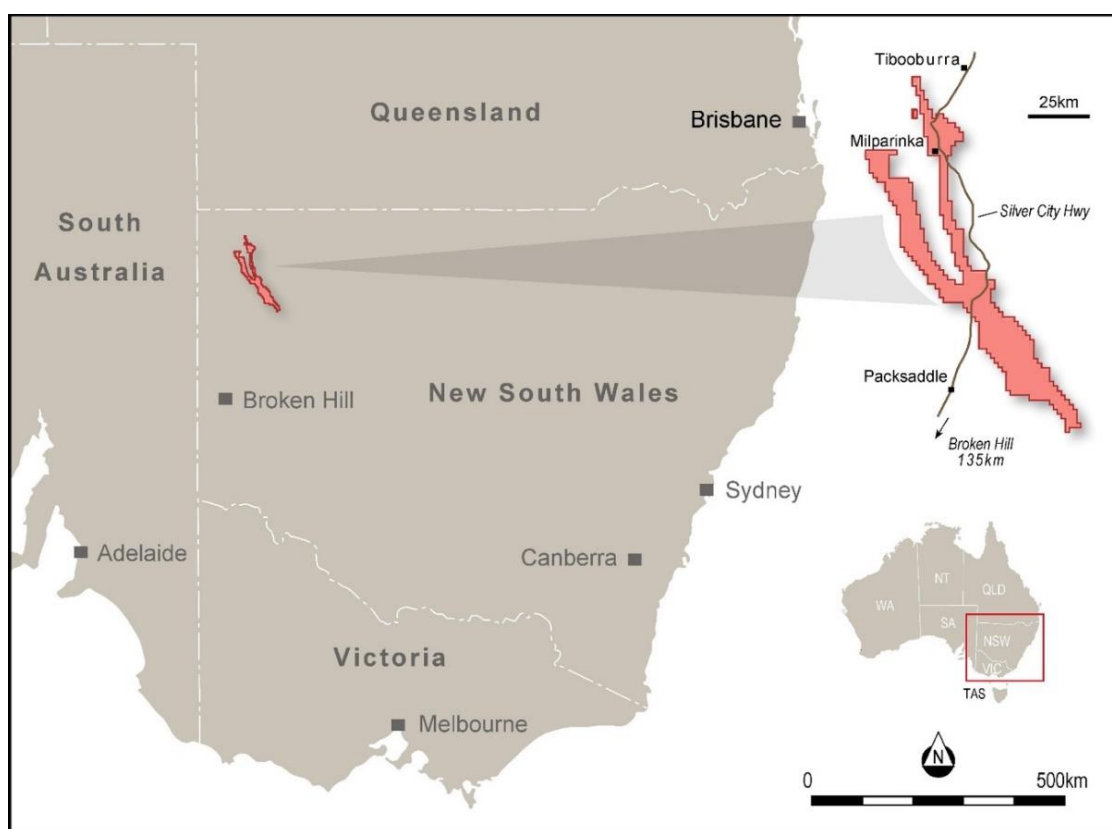 Queensland
Brisbane
South
Australia
Broken Hill
New South Wales
Sydney
Adelaide
Canberra
Victoria
Melbourne
Tibooburra
25km
Milparinka
Silver City Hwy
Packsaddle
Broken Hill
135km
NT
QLD
WA
SA
NSW
VIC
TAS
N
0
500km